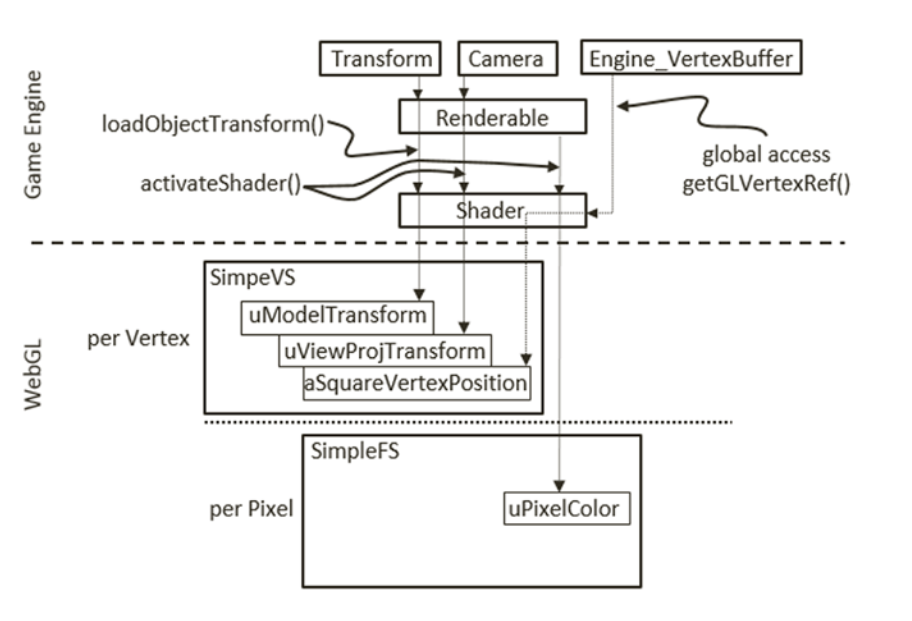 Transform
Camera
Engine_VertexBuffer
Game Engine
Renderable
loadObjectTransform()
global access
getGLVertexRef()
activateShader()
Shader
SimpeVS
uModelTransform
per Vertex
uViewProjTransform
aSquareVertexPosition
WebGL
SimpleFS
per Pixel
uPixelColor